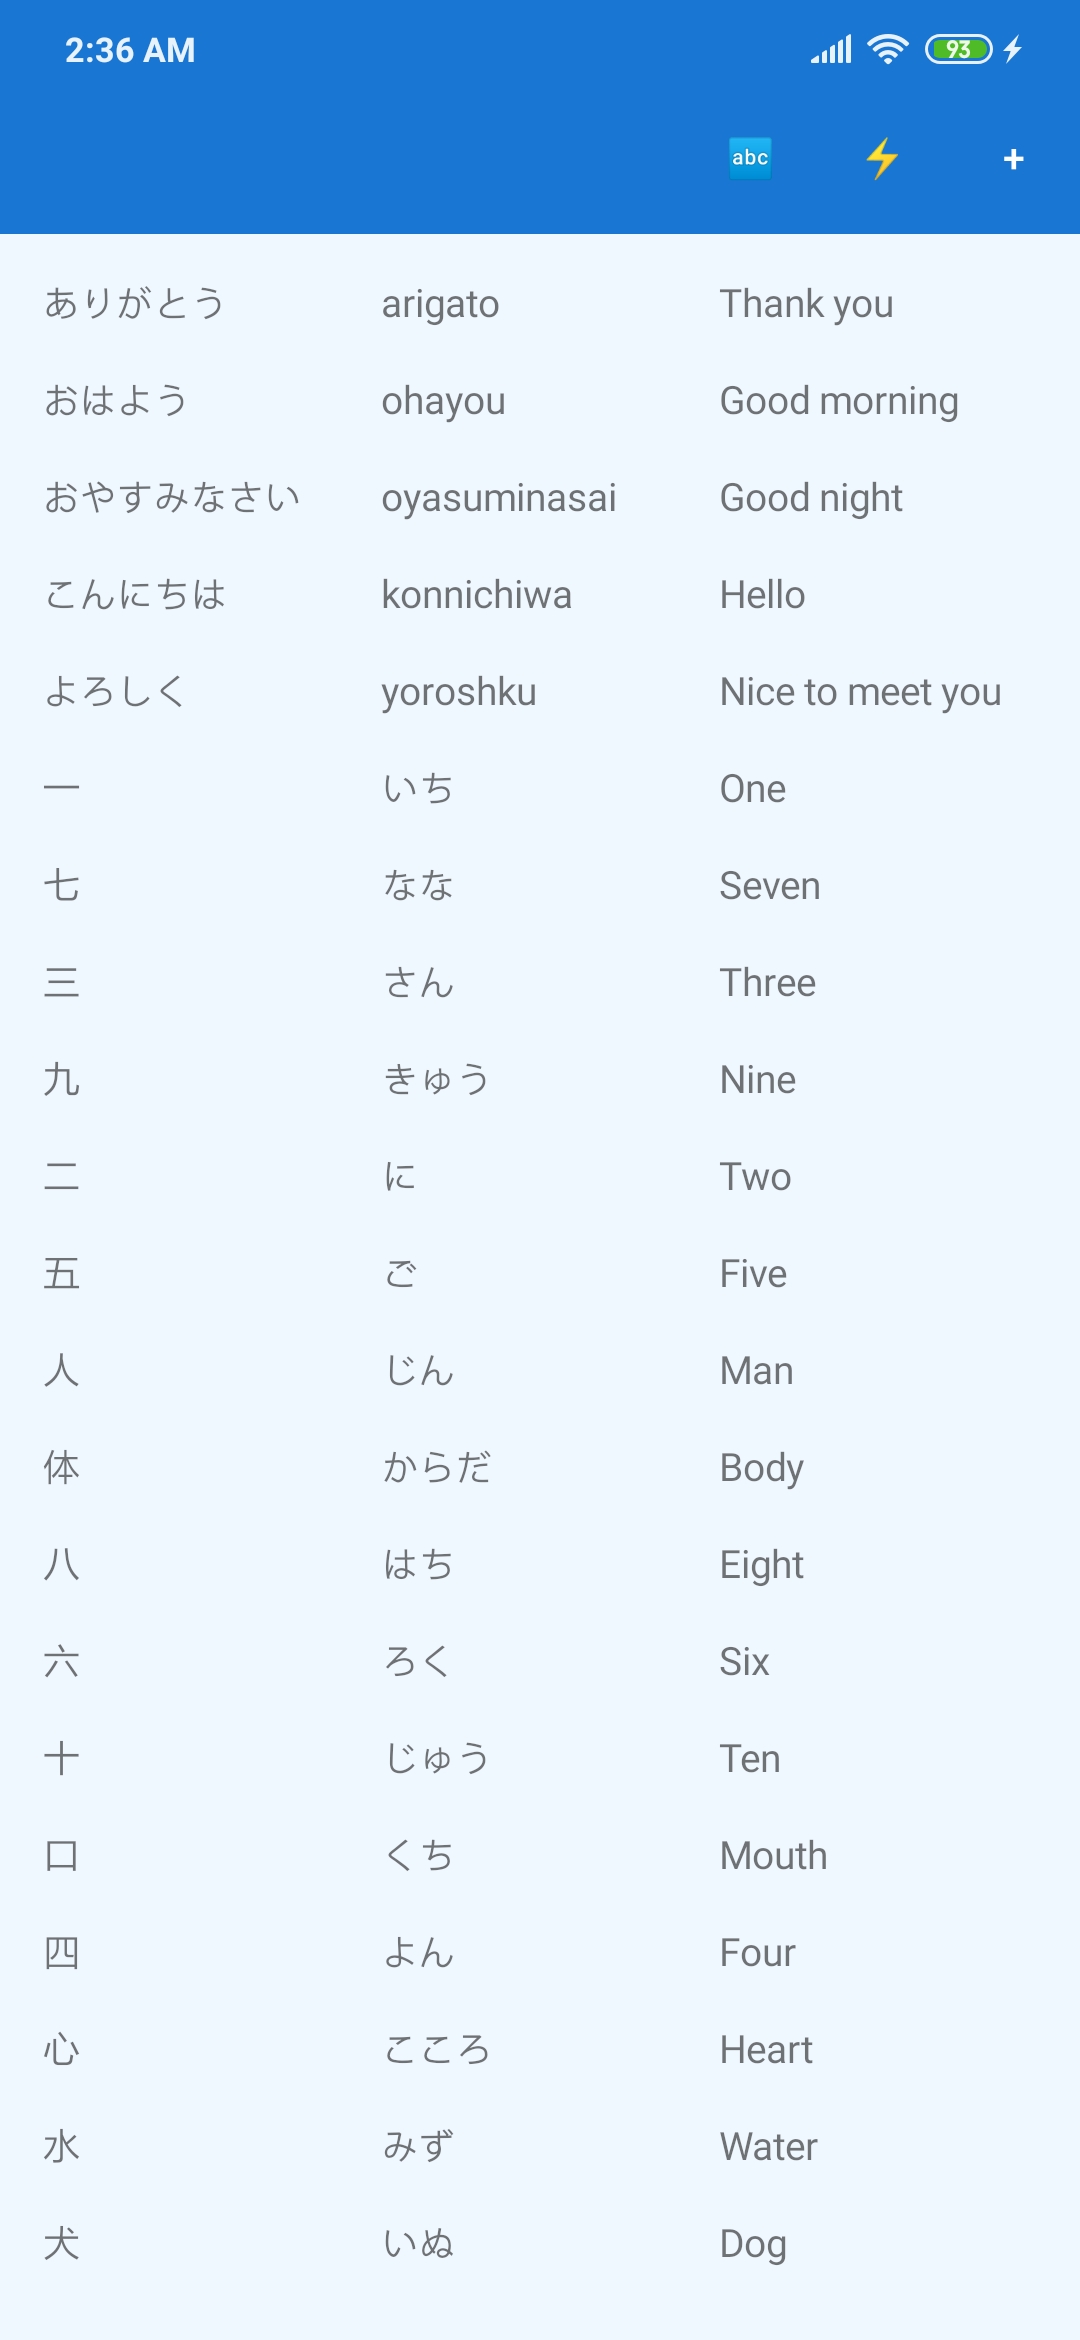 2:36 AM 93
abc +
ありがとう arigato Thank you
おはよう ohayou Good morning
おやすみなさい oyasuminasai Good night
こんにちは konnichiwa Hello
よろしく yoroshku Nice to meet you
一 いち One
七 なな Seven
三 さん Three
九 きゅう Nine
二 に Two
五 ご Five
人 じん Man
体 からだ Body
八 はち Eight
六 ろく Six
十 じゅう Ten
口 くち Mouth
四 よん Four
心 こころ Heart
水 みず Water
犬 いぬ Dog